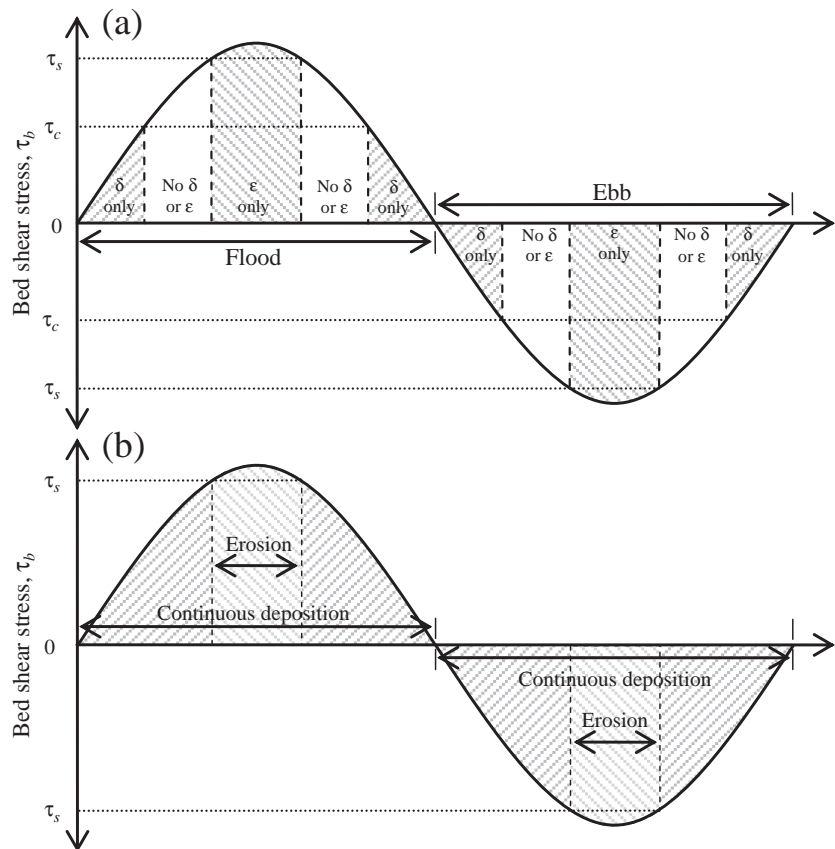 (a)
Bed shear stress, τb
τs
τc
δ only
No δ or ε
ε only
No δ or ε
δ only
0
Flood
Ebb
δ only
No δ or ε
ε only
No δ or ε
δ only
τc
τs
(b)
Bed shear stress, τb
τs
Erosion
Continuous deposition
0
Continuous deposition
Erosion
τs